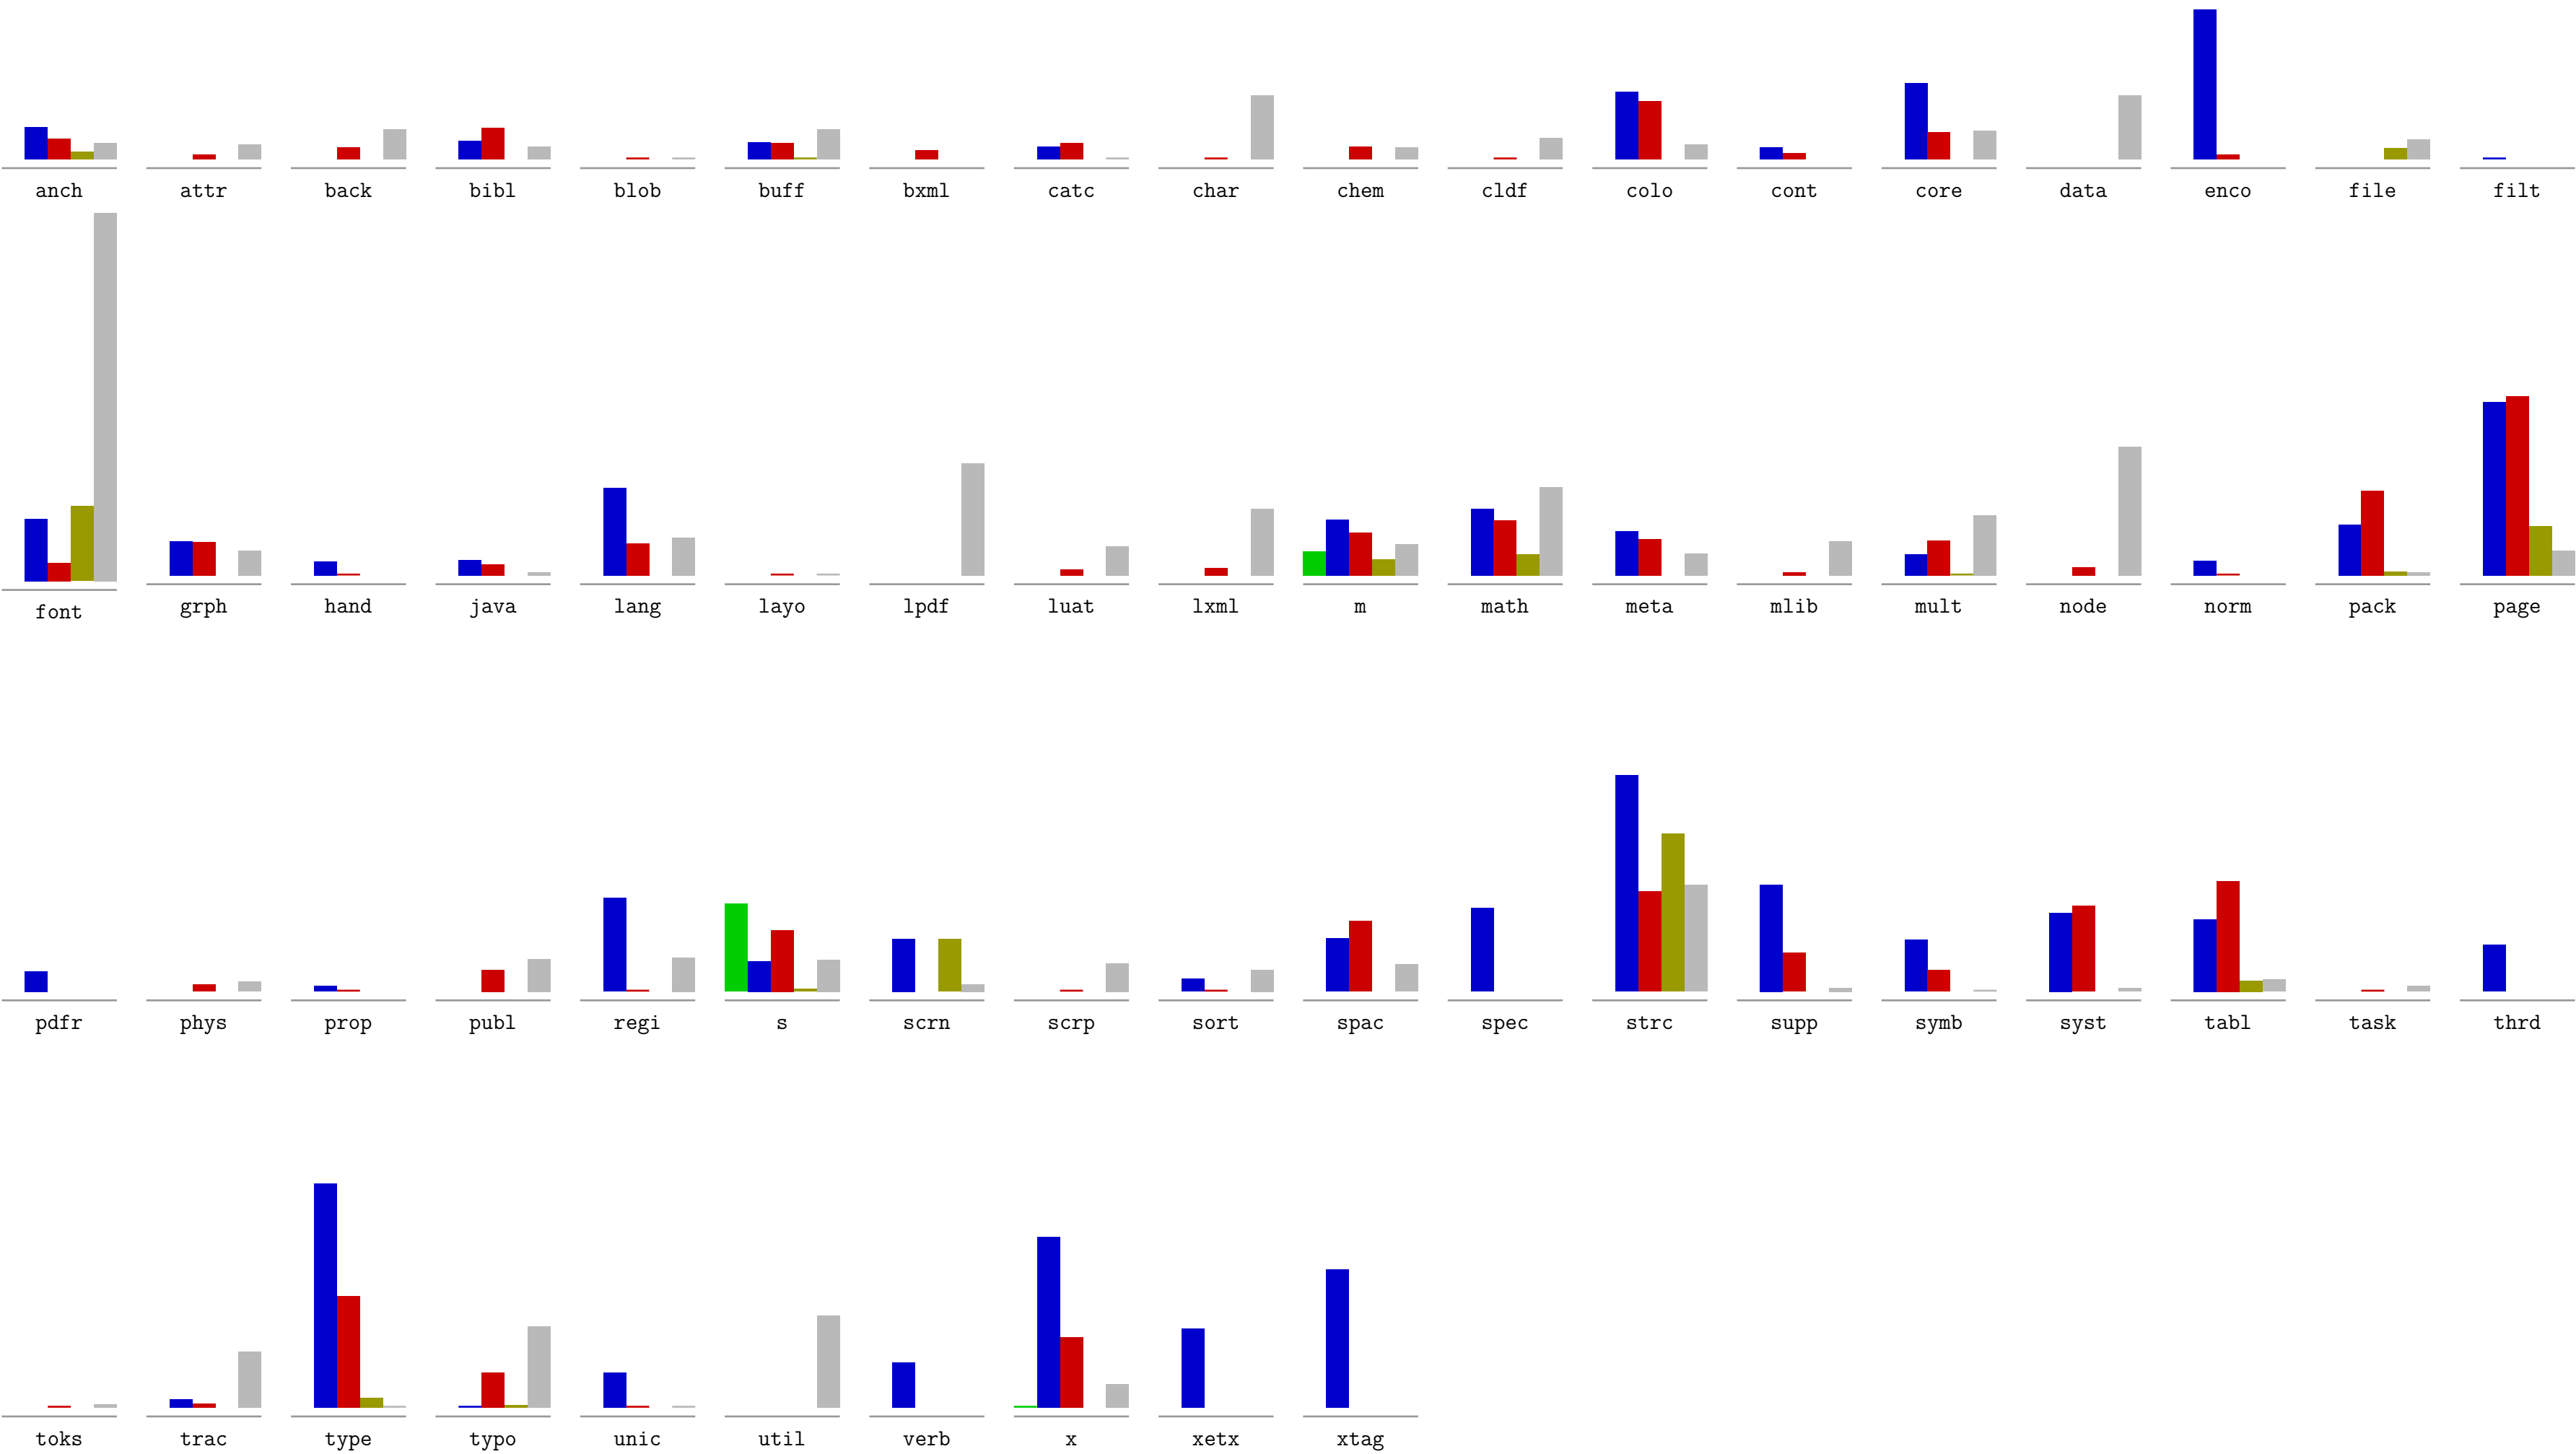 anch attr back bibl blob buff bxml catc char chem cldf colo cont core data enco file filt
font grph hand java lang layo lpdf luat lxml m math meta mlib mult node norm pack page
pdfr phys prop publ regi s scrn scrp sort spac spec strc supp symb syst tabl task thrd
toks trac type typo unic util verb x xetx xtag